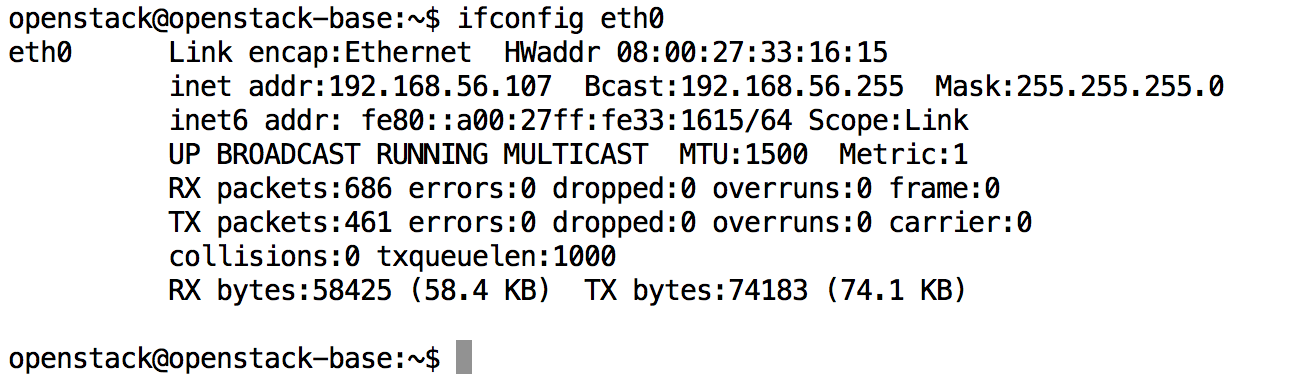 openstack@openstack-base:~$ ifconfig eth0
eth0      Link encap:Ethernet  HWaddr 08:00:27:33:16:15
          inet addr:192.168.56.107  Bcast:192.168.56.255  Mask:255.255.255.0
          inet6 addr: fe80::a00:27ff:fe33:1615/64 Scope:Link
          UP BROADCAST RUNNING MULTICAST  MTU:1500  Metric:1
          RX packets:686 errors:0 dropped:0 overruns:0 frame:0
          TX packets:461 errors:0 dropped:0 overruns:0 carrier:0
          collisions:0 txqueuelen:1000
          RX bytes:58425 (58.4 KB)  TX bytes:74183 (74.1 KB)
openstack@openstack-base:~$